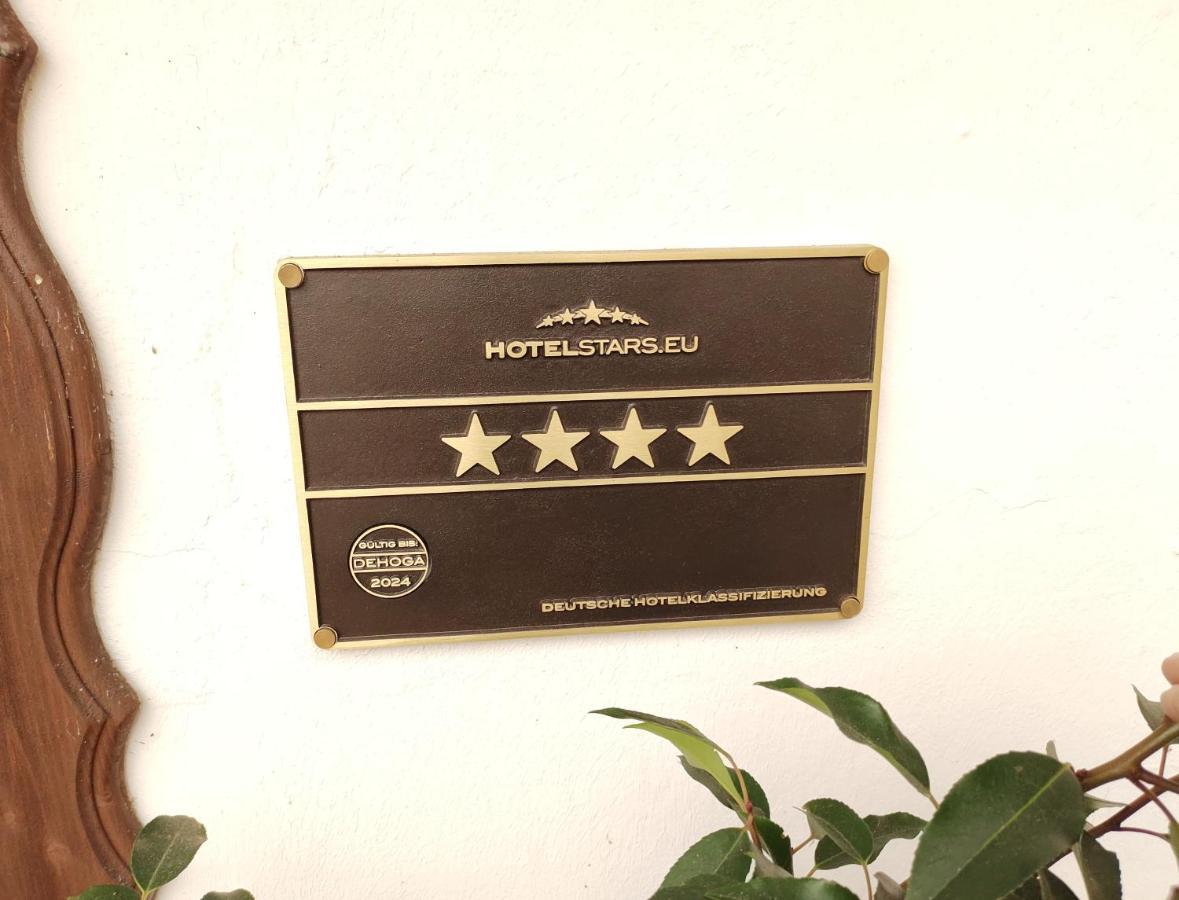 HOTELSTARS.EU
GÜLTIG BIS:
DEHOGA
2024
DEUTSCHE HOTELKLASSIFIZIERUNG